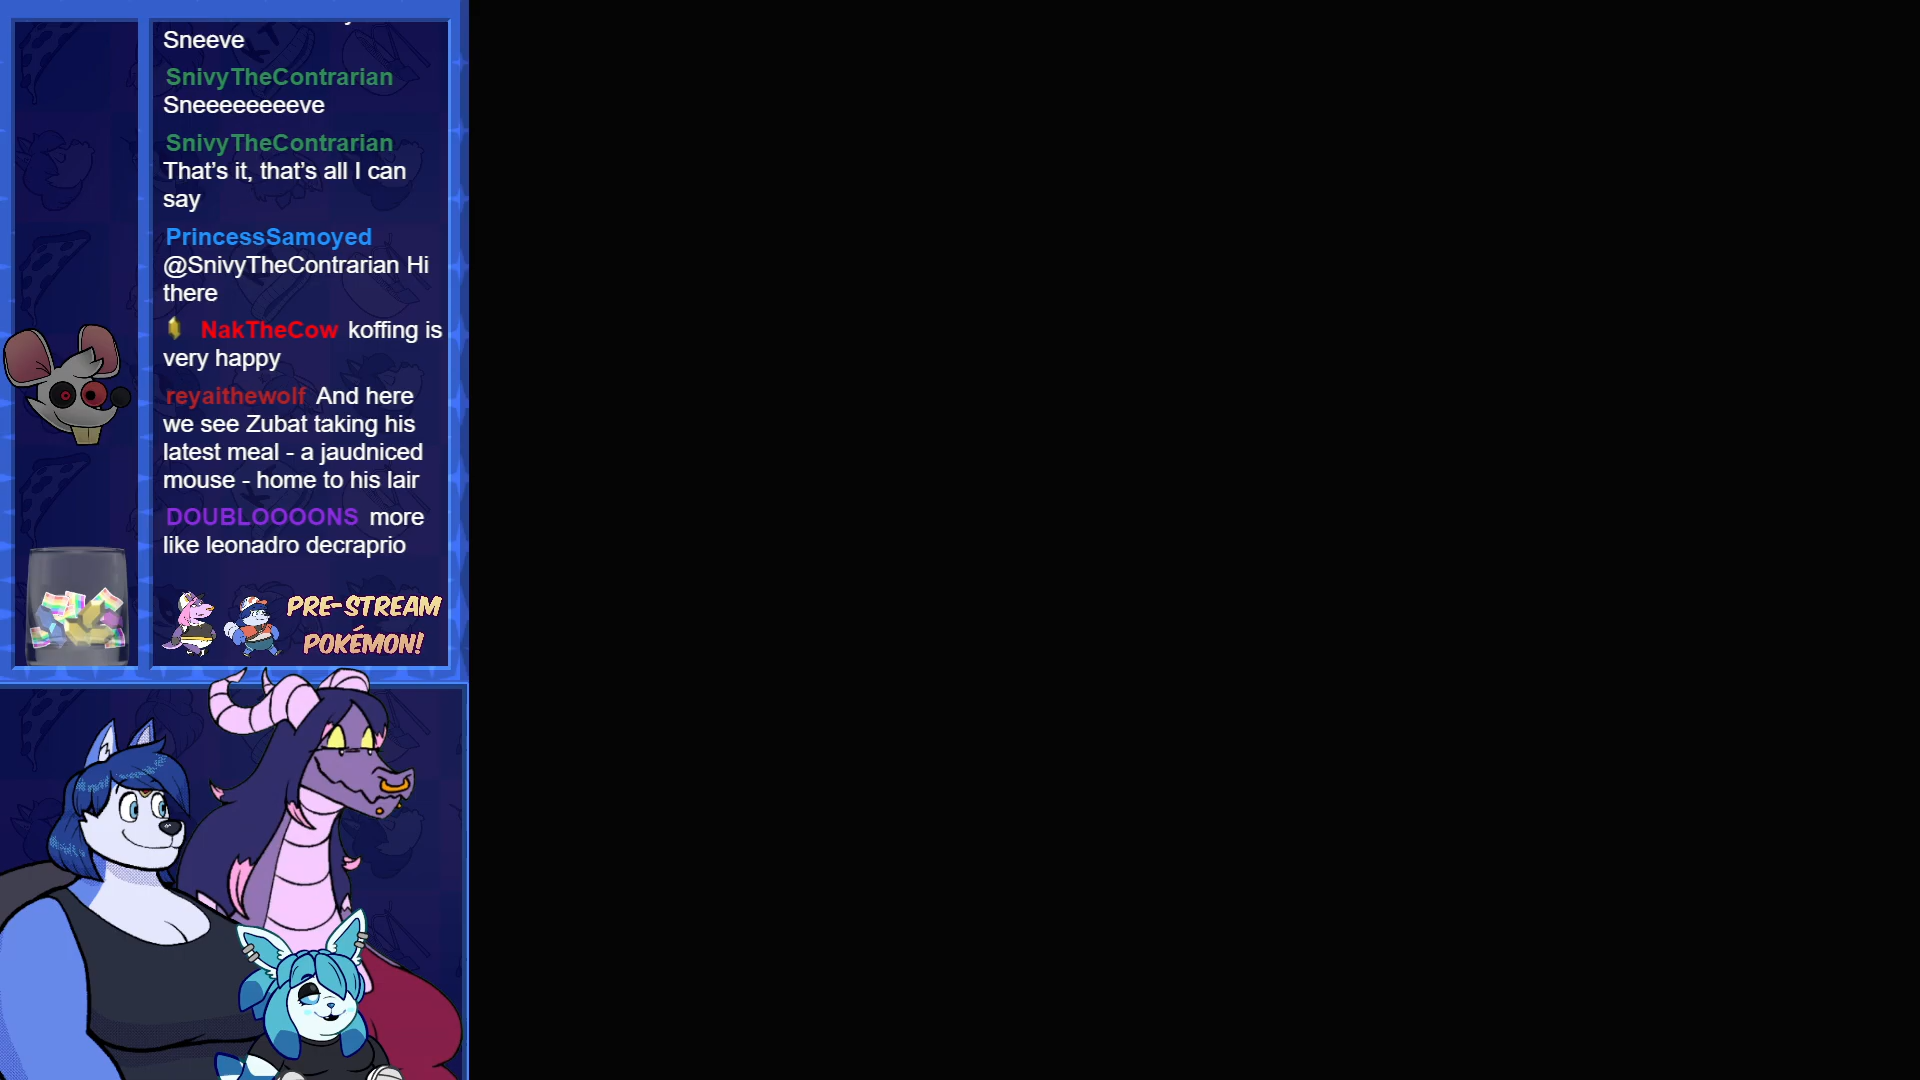 Sneeve
SnivyTheContrarian
Sneeeeeeeeve
SnivyTheContrarian
That's it, that's all I can
say
PrincessSamoyed
@SnivyTheContrarian Hi
there
NakTheCow koffing is
very happy
reyaithewolf And here
we see Zubat taking his
latest meal - a jaudniced
mouse - home to his lair
DOUBLOOOONS more
like leonadro decraprio
PRE-STREAM
POKÉMON!